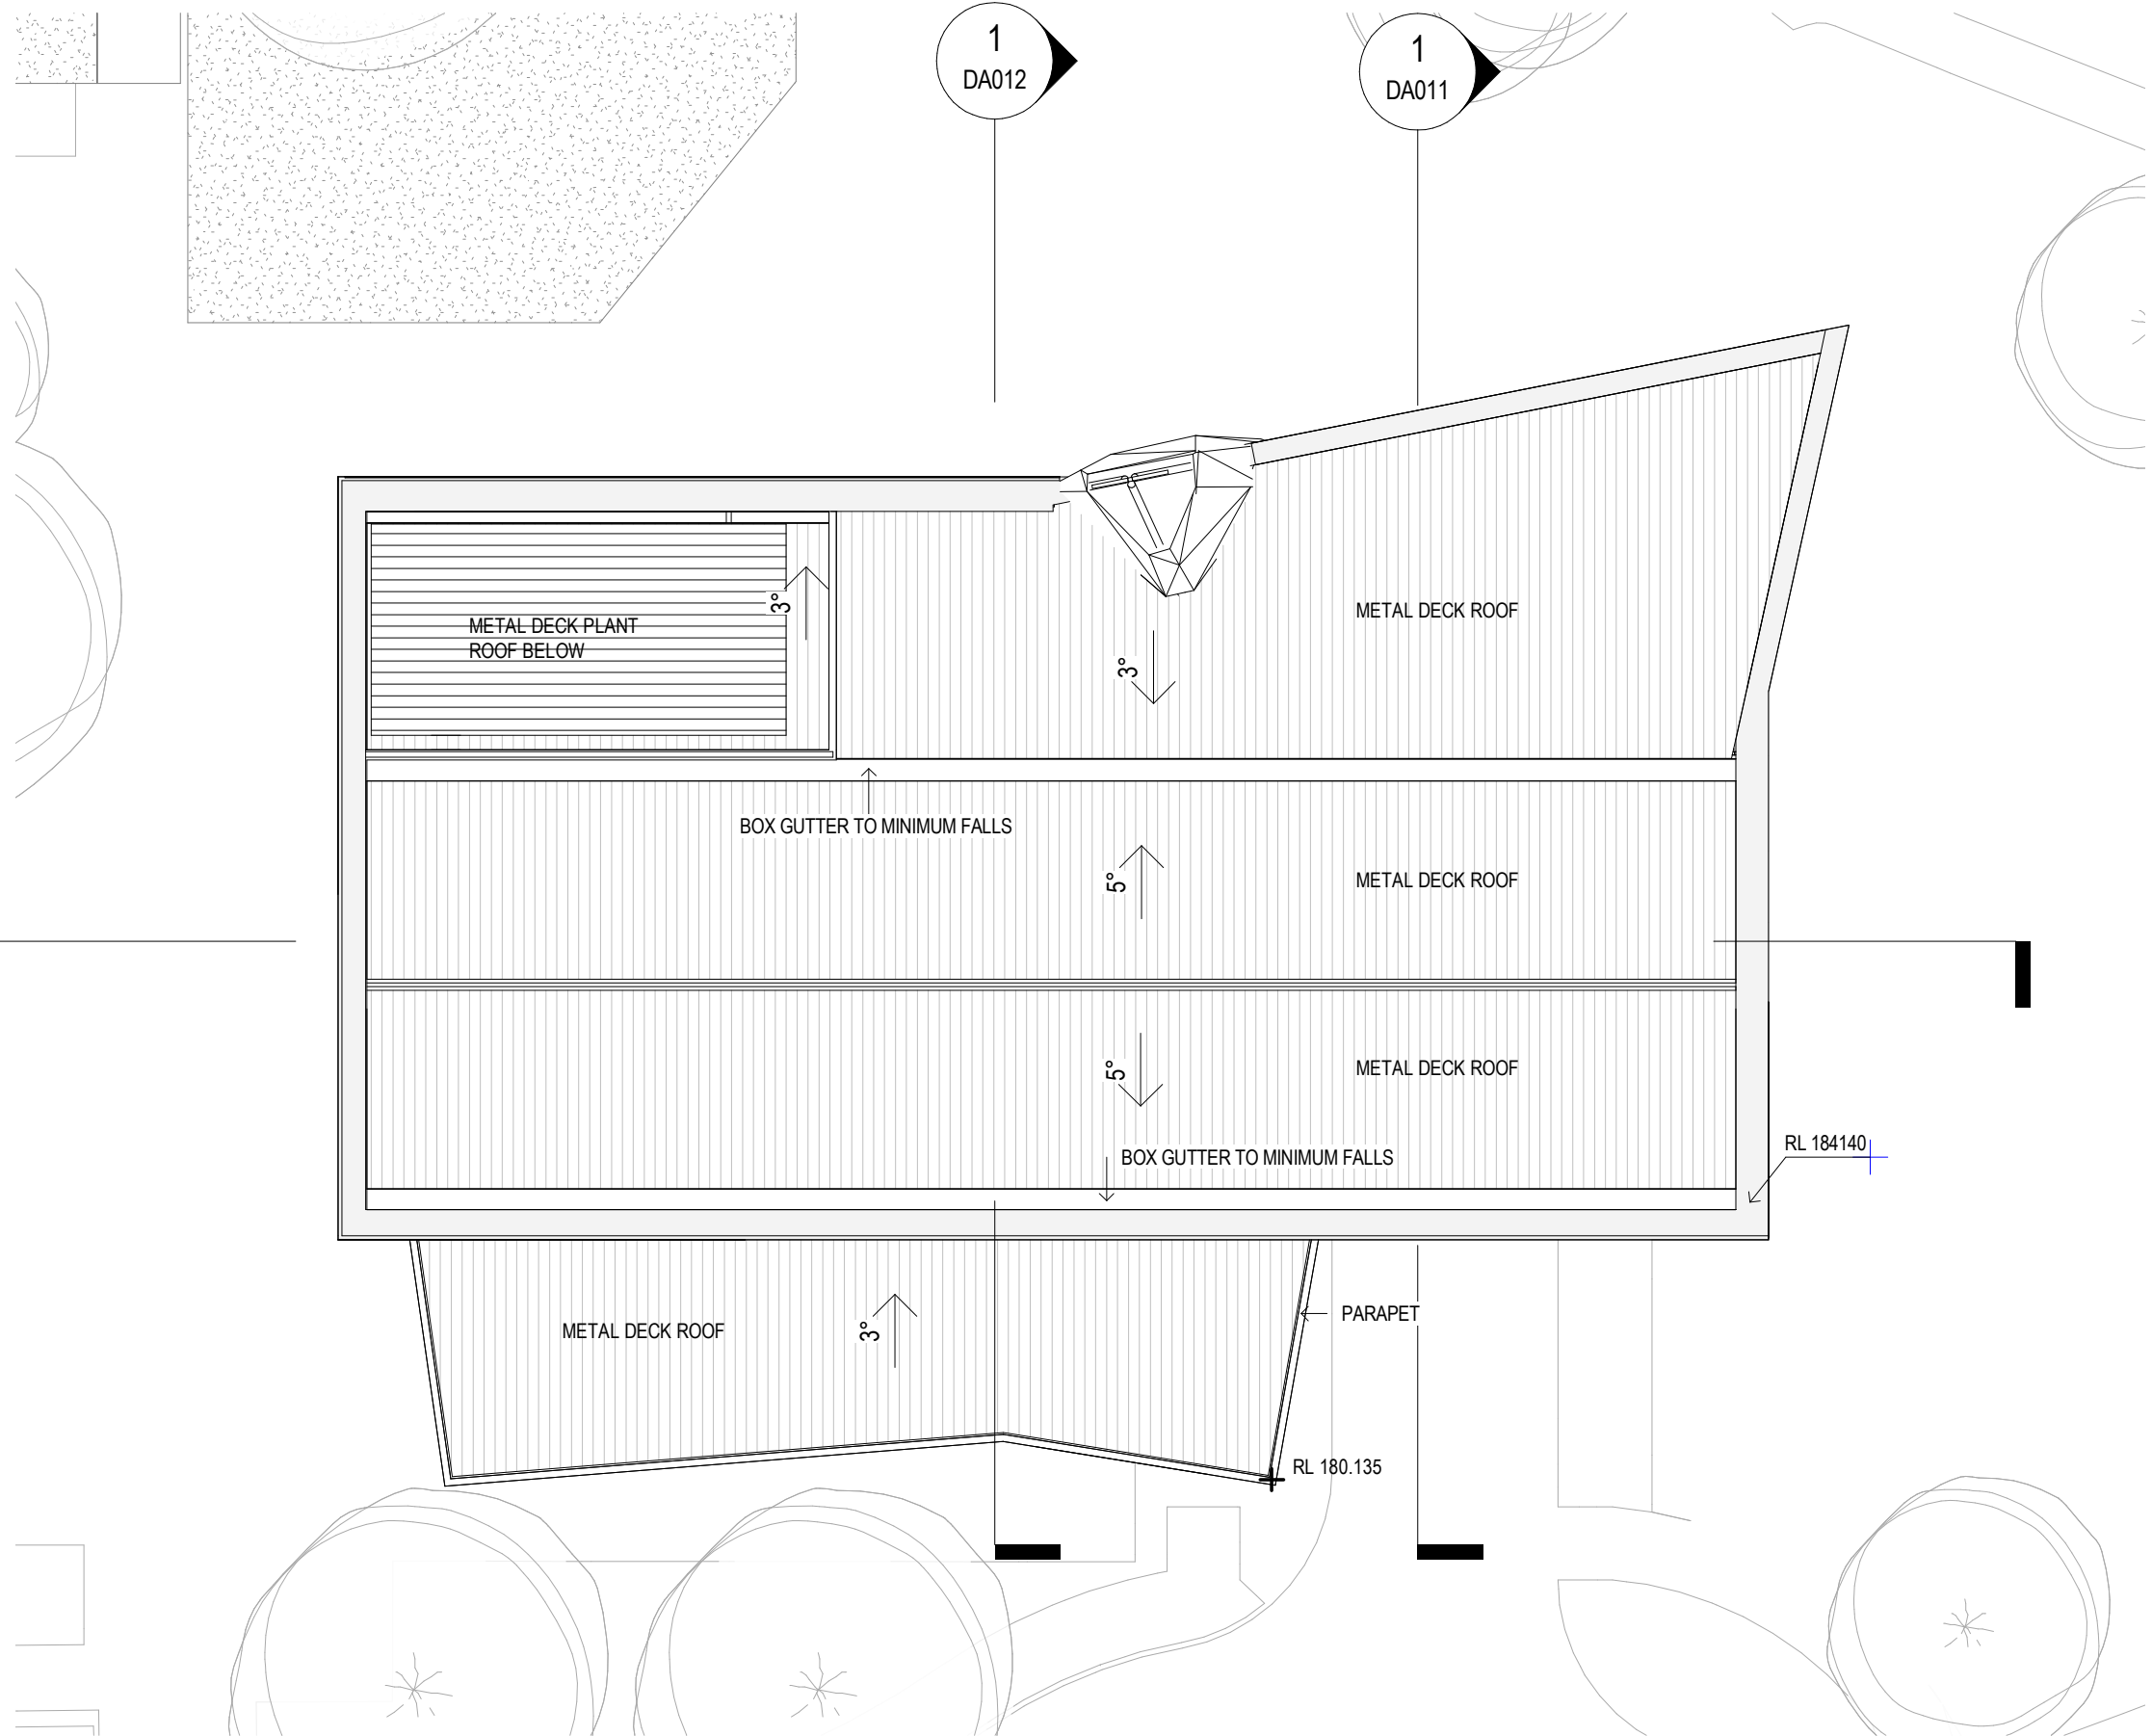 1
DA012
1
DA011
METAL DECK ROOF
3°
METAL DECK PLANT
ROOF BELOW
3°
BOX GUTTER TO MINIMUM FALLS
5°
METAL DECK ROOF
5°
METAL DECK ROOF
RL 184140
BOX GUTTER TO MINIMUM FALLS
PARAPET
METAL DECK ROOF
3°
RL 180.135